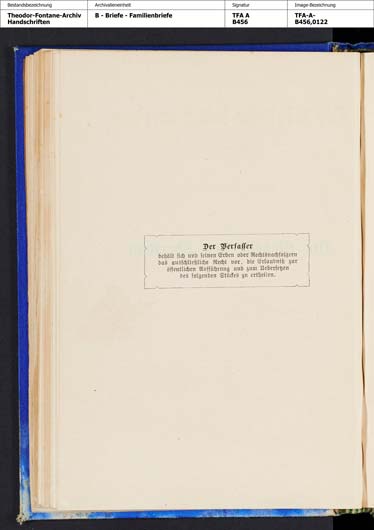 Bestandsbezeichnung
Theodor-Fontane-Archiv
Handschriften
Archivalieneinheit
B - Briefe - Familienbriefe
Signatur
TFA A
B456
Image-Bezeichnung
TFA-A-
B456,0122
Der Verfasser
behält sich und seinen Erben oder Rechtsnachfolgern
das ausschließliche Recht vor, die Erlaubniß zur
öffentlichen Aufführung und zum Uebersetzen
des folgenden Stückes zu ertheilen.